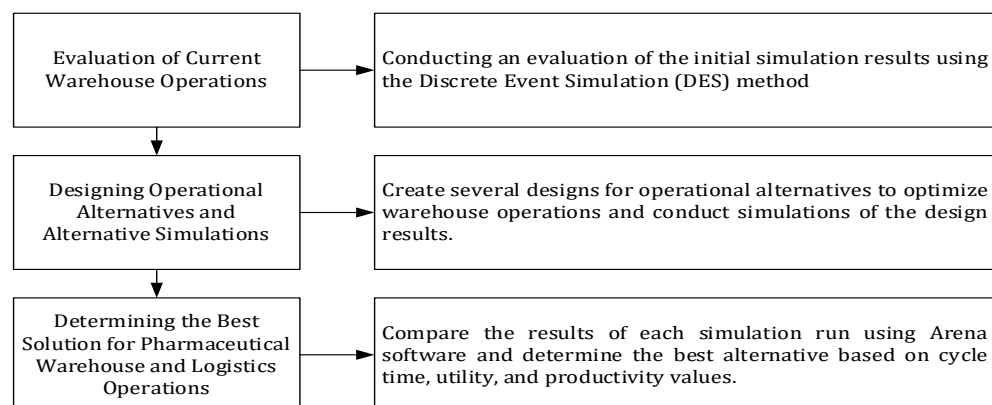 Evaluation of Current
Warehouse Operations
Conducting an evaluation of the initial simulation results using
the Discrete Event Simulation (DES) method
Designing Operational
Alternatives and
Alternative Simulations
Create several designs for operational alternatives to optimize
warehouse operations and conduct simulations of the design
results.
Determining the Best
Solution for Pharmaceutical
Warehouse and Logistics
Operations
Compare the results of each simulation run using Arena
software and determine the best alternative based on cycle
time, utility, and productivity values.